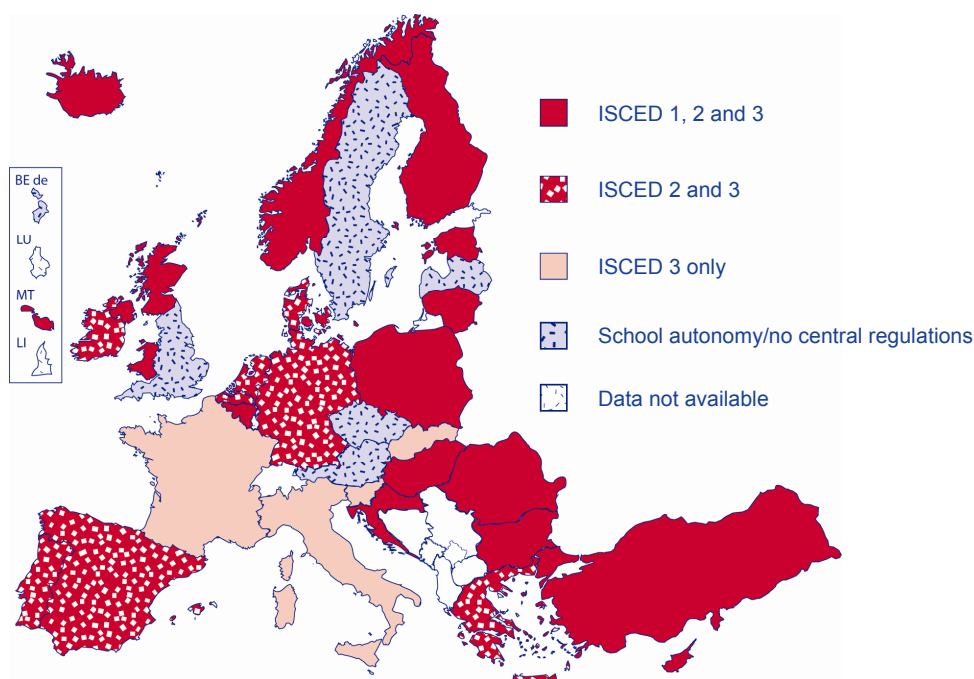 BE de
LU
MT
LI
ISCED 1, 2 and 3
ISCED 2 and 3
ISCED 3 only
School autonomy/no central regulations
Data not available